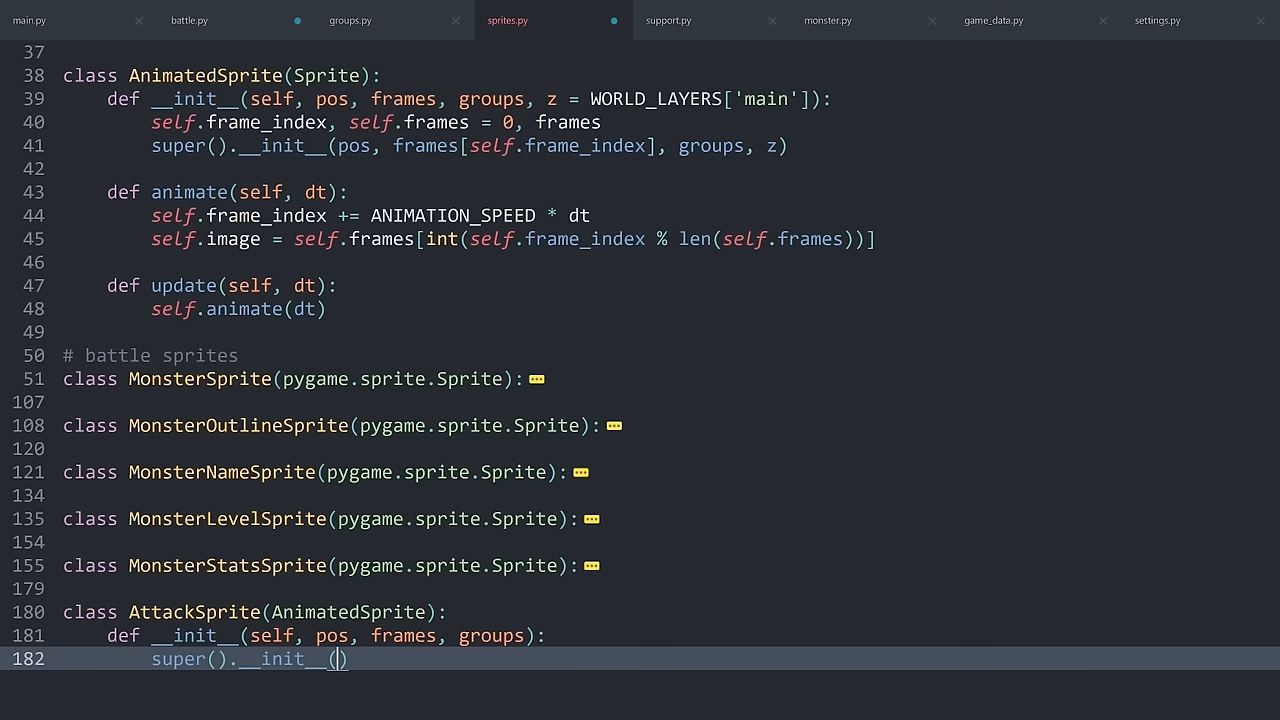 main.py battle.py groups.py sprites.py support.py monster.py game_data.py settings.py
37
38 class AnimatedSprite(Sprite):
39     def __init__(self, pos, frames, groups, z = WORLD_LAYERS['main']):
40         self.frame_index, self.frames = 0, frames
41         super().__init__(pos, frames[self.frame_index], groups, z)
42
43     def animate(self, dt):
44         self.frame_index += ANIMATION_SPEED * dt
45         self.image = self.frames[int(self.frame_index % len(self.frames))]
46
47     def update(self, dt):
48         self.animate(dt)
49
50 # battle sprites
51 class MonsterSprite(pygame.sprite.Sprite):
107
108 class MonsterOutlineSprite(pygame.sprite.Sprite):
120
121 class MonsterNameSprite(pygame.sprite.Sprite):
134
135 class MonsterLevelSprite(pygame.sprite.Sprite):
154
155 class MonsterStatsSprite(pygame.sprite.Sprite):
179
180 class AttackSprite(AnimatedSprite):
181     def __init__(self, pos, frames, groups):
182         super().__init__()